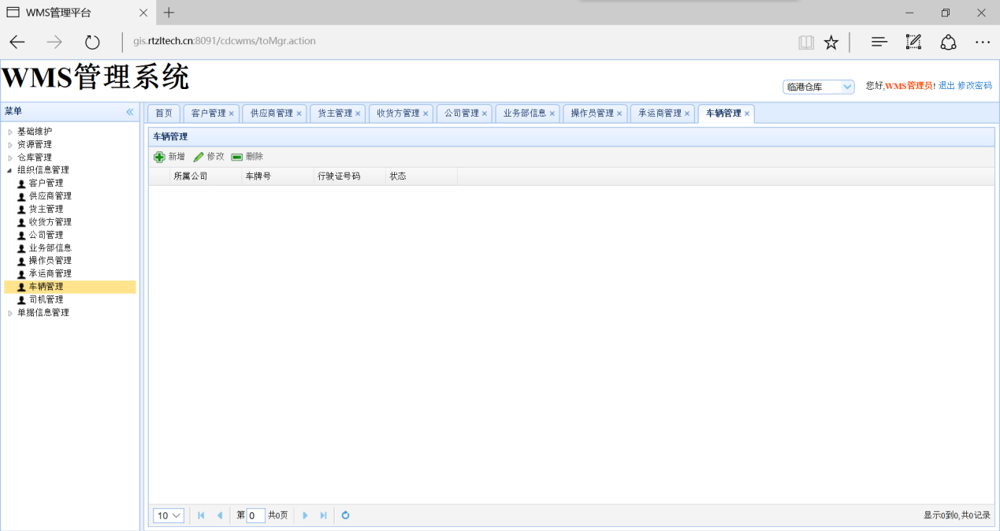 WMS管理平台
gis.rtzltech.cn:8091/cdcwms/toMgr.action
WMS管理系统
临港仓库 您好,WMS管理员! 退出 修改密码
菜单
基础维护
资源管理
仓库管理
组织信息管理
客户管理
供应商管理
货主管理
收货方管理
公司管理
业务部信息
操作员管理
承运商管理
车辆管理
司机管理
单据信息管理
首页 客户管理 供应商管理 货主管理 收货方管理 公司管理 业务部信息 操作员管理 承运商管理 车辆管理
车辆管理
新增 修改 删除
所属公司 车牌号 行驶证号码 状态
10 第 0 共0页 显示0到0,共0记录